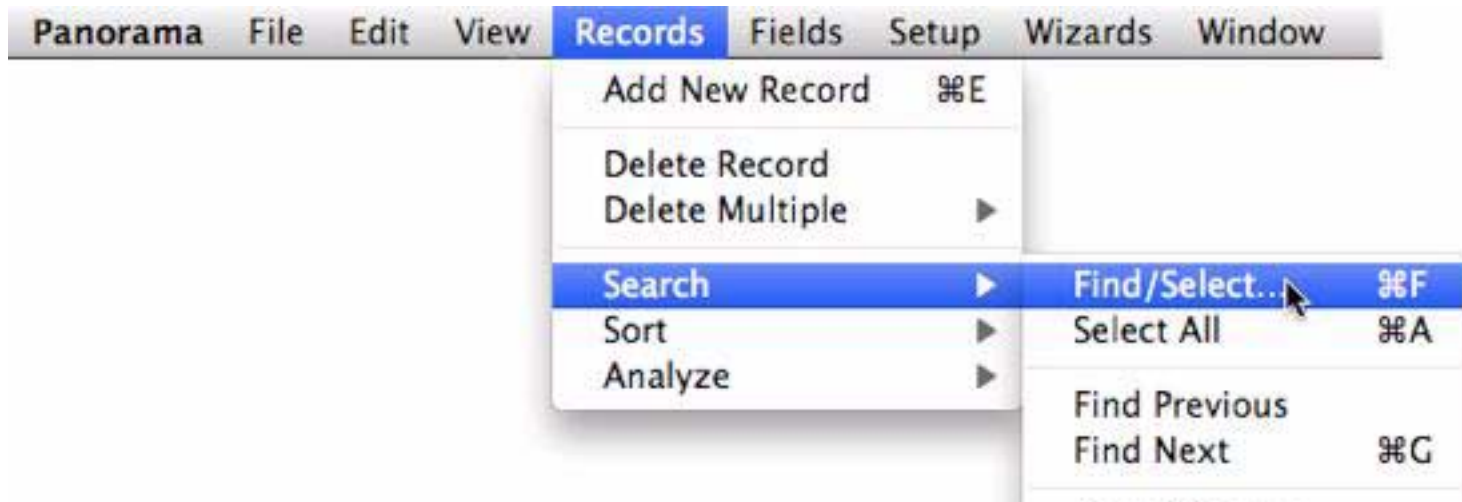 Panorama File Edit View Records Fields Setup Wizards Window
Add New Record ⌘E
Delete Record
Delete Multiple ▶
Search ▶
Sort ▶
Analyze ▶
Find/Select... ⌘F
Select All ⌘A
Find Previous
Find Next ⌘G